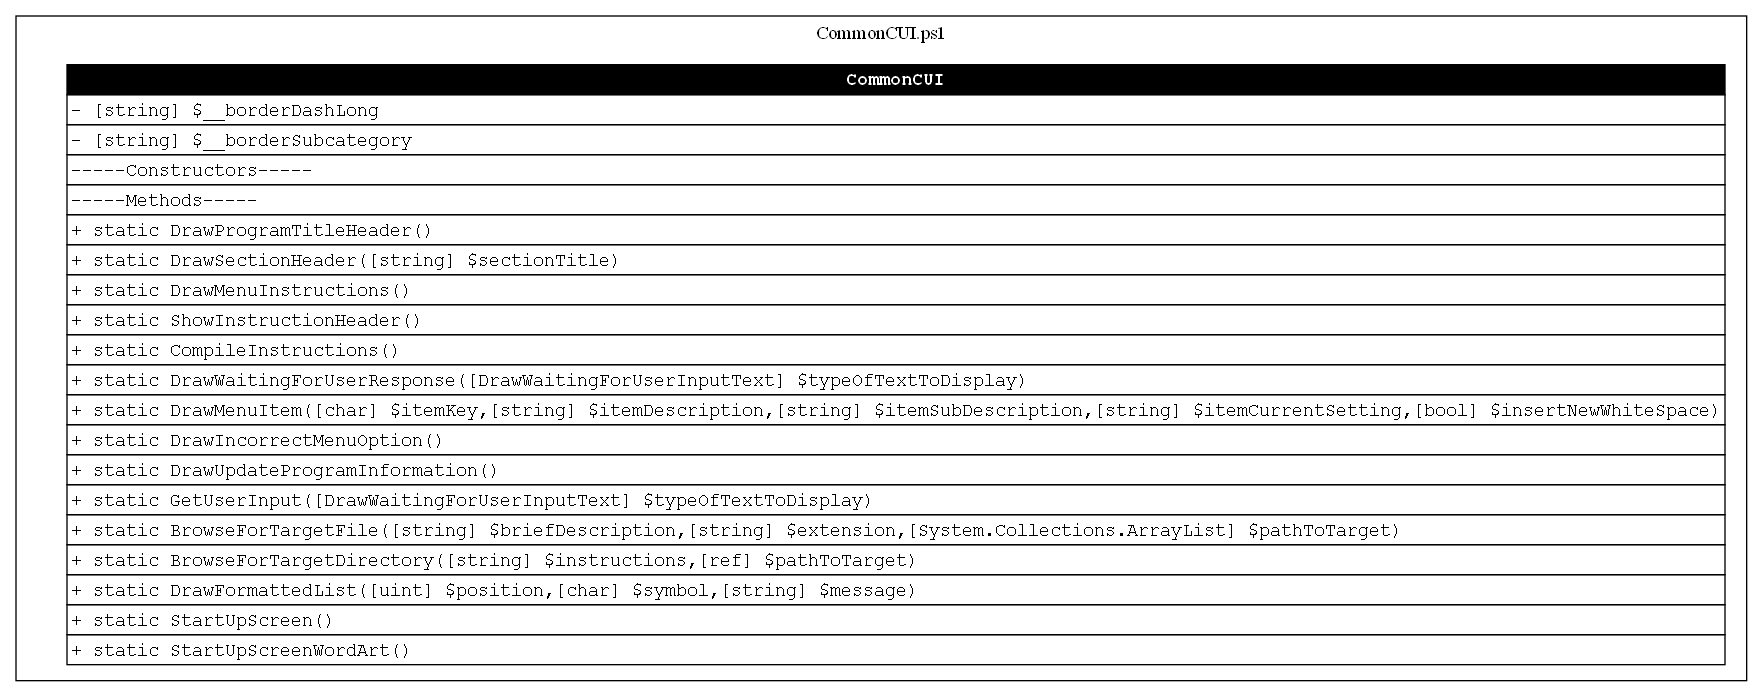 CommonCUI.ps1
CommonCUI
- [string] $__borderDashLong
- [string] $__borderSubcategory
-----Constructors-----
-----Methods-----
+ static DrawProgramTitleHeader()
+ static DrawSectionHeader([string] $sectionTitle)
+ static DrawMenuInstructions()
+ static ShowInstructionHeader()
+ static CompileInstructions()
+ static DrawWaitingForUserResponse([DrawWaitingForUserInputText] $typeOfTextToDisplay)
+ static DrawMenuItem([char] $itemKey,[string] $itemDescription,[string] $itemSubDescription,[string] $itemCurrentSetting,[bool] $insertNewWhiteSpace)
+ static DrawIncorrectMenuOption()
+ static DrawUpdateProgramInformation()
+ static GetUserInput([DrawWaitingForUserInputText] $typeOfTextToDisplay)
+ static BrowseForTargetFile([string] $briefDescription,[string] $extension,[System.Collections.ArrayList] $pathToTarget)
+ static BrowseForTargetDirectory([string] $instructions,[ref] $pathToTarget)
+ static DrawFormattedList([uint] $position,[char] $symbol,[string] $message)
+ static StartUpScreen()
+ static StartUpScreenWordArt()